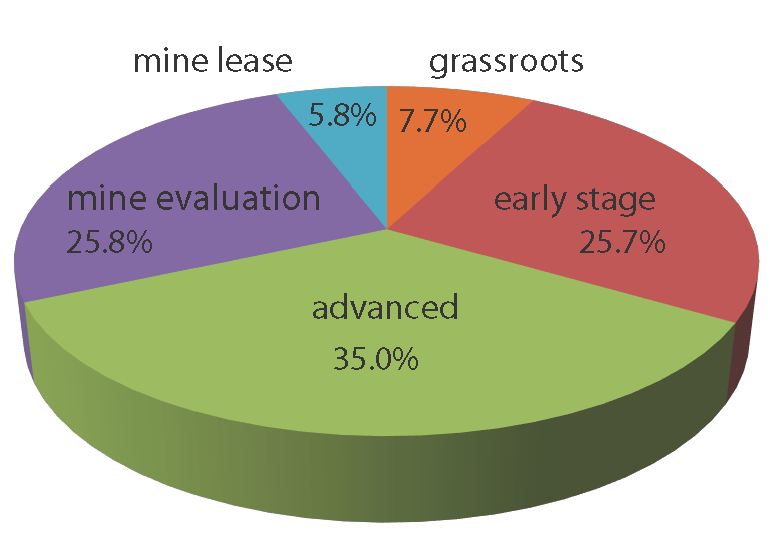 mine lease
5.8%
grassroots
7.7%
mine evaluation
25.8%
early stage
25.7%
advanced
35.0%